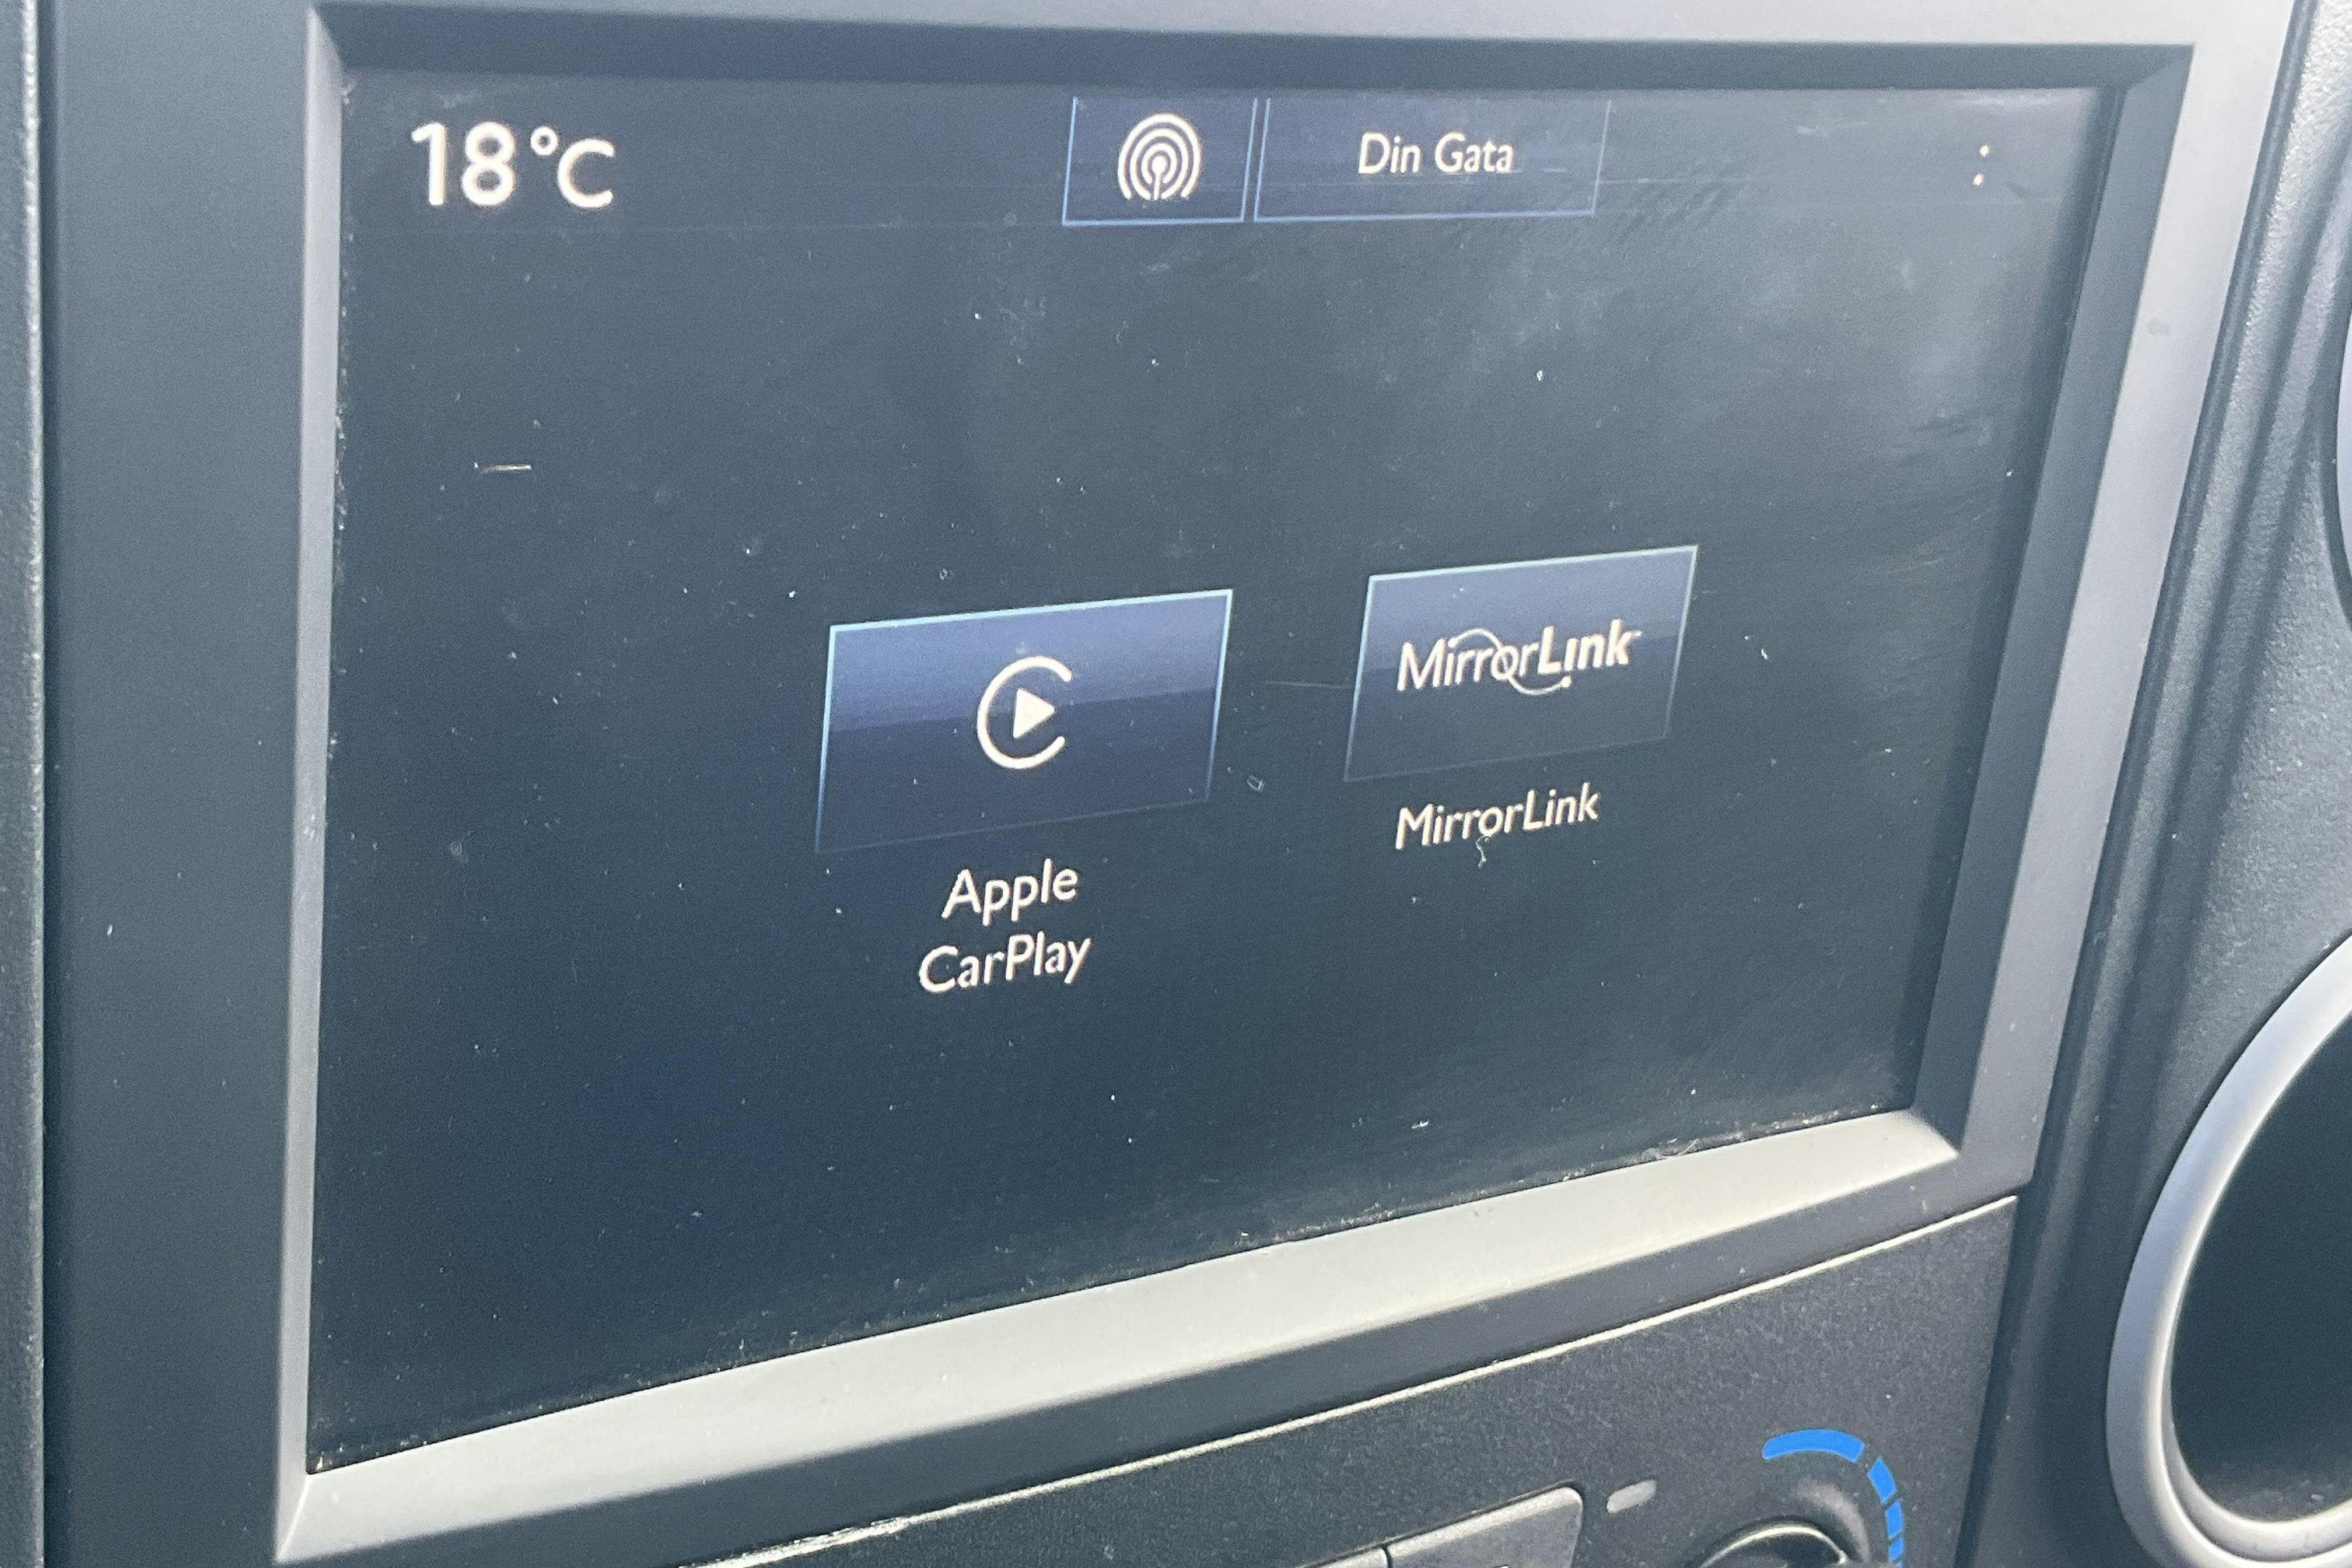 18°C
Din Gata
:
MirrorLink
Apple
CarPlay
MirrorLink